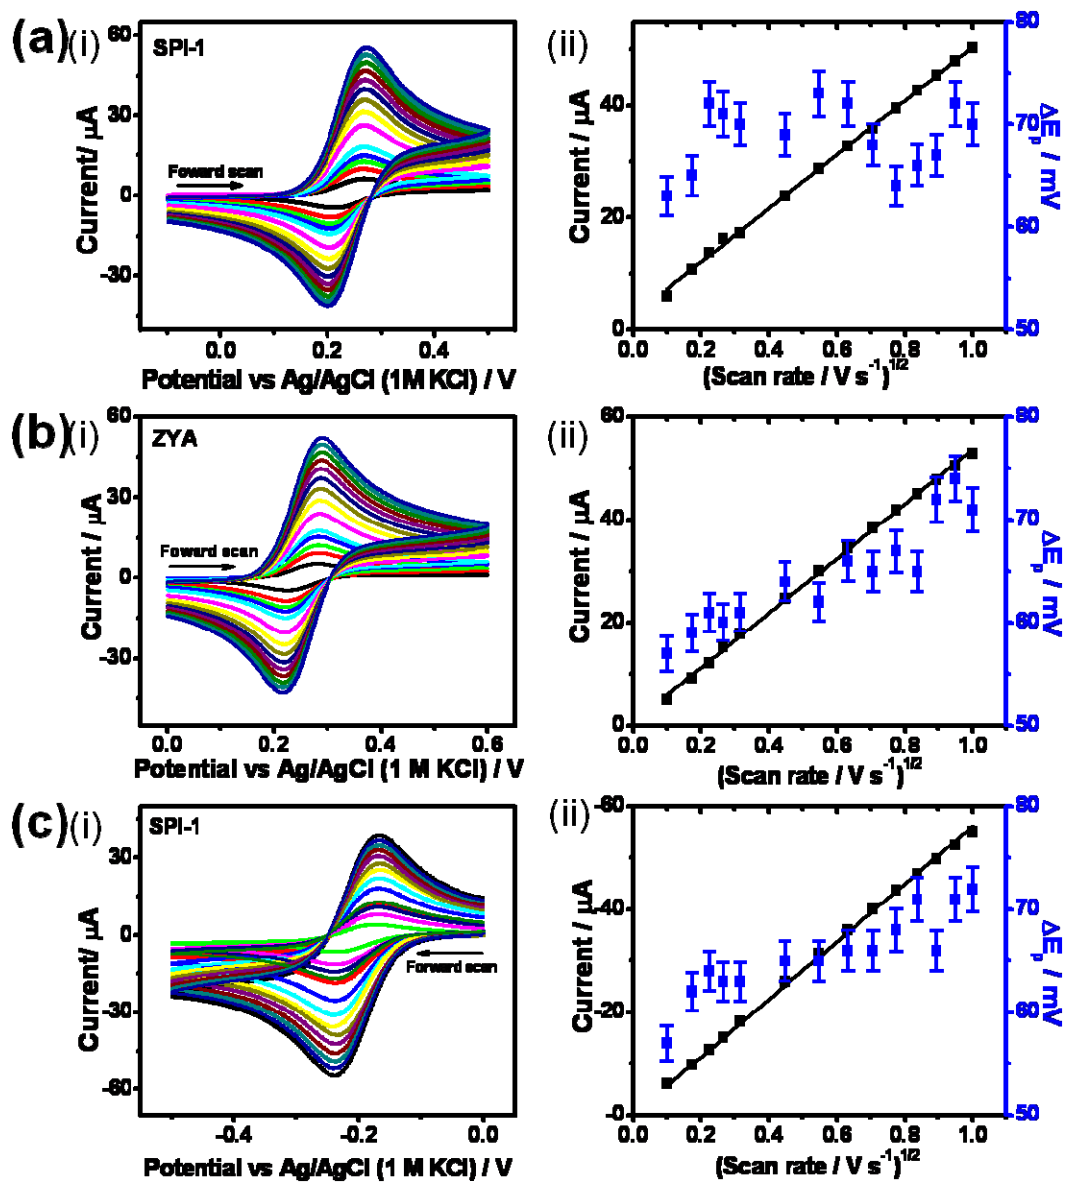 (a)(i)
SPI-1
Foward scan
Current/ µA
60
30
0
-30
0.0 0.2 0.4
Potential vs Ag/AgCl (1M KCl) / V
(ii)
Current / µA
40
20
0
0.0 0.2 0.4 0.6 0.8 1.0
(Scan rate / V s-1)1/2
80
70
60
50
ΔEp / mV
(b)(i)
ZYA
Foward scan
Current / µA
60
30
0
-30
0.0 0.2 0.4 0.6
Potential vs Ag/AgCl (1 M KCl) / V
(ii)
Current / µA
60
40
20
0
0.0 0.2 0.4 0.6 0.8 1.0
(Scan rate / V s-1)1/2
80
70
60
50
ΔEp / mV
(c)(i)
SPI-1
Forward scan
Current/ µA
30
0
-30
-60
-0.4 -0.2 0.0
Potential vs Ag/AgCl (1 M KCl) / V
(ii)
Current / µA
-60
-40
-20
-0
0.0 0.2 0.4 0.6 0.8 1.0
(Scan rate / V s-1)1/2
80
70
60
50
ΔEp / mV